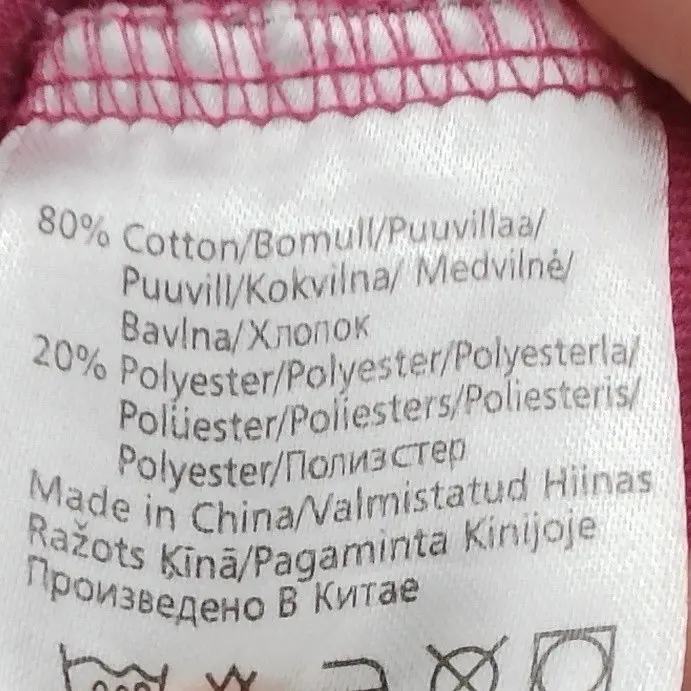 80% Cotton/Bomull/Puuvillaa/
Puuvill/Kokvilna/ Medvilnė/
Bavlna/Хлопок
20% Polyester/Polyester/Polyesterla/
Polüester/Poliesters/Poliesteris/
Polyester/Полиэстер
Made in China/Valmistatud Hiinas
Ražots Ķīnā/Pagaminta Kinijoje
Произведено В Китае